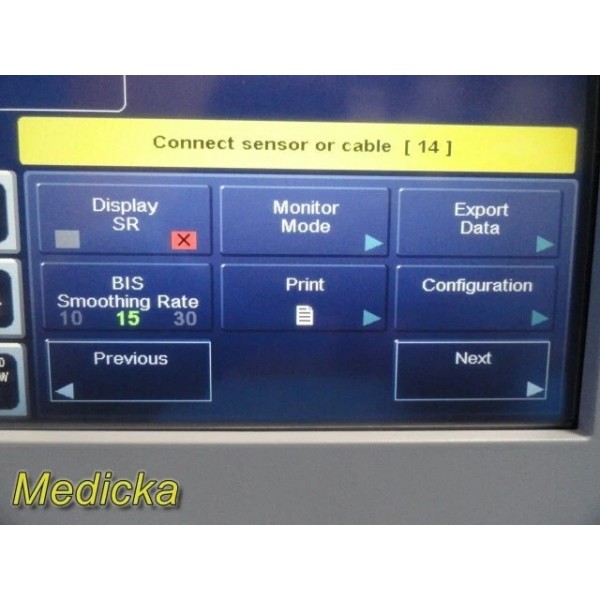 Connect sensor or cable [ 14 ]
Display
SR
Monitor
Mode
Export
Data
BIS
Smoothing Rate
10 15 30
Print
Configuration
Previous
Next
Medicka